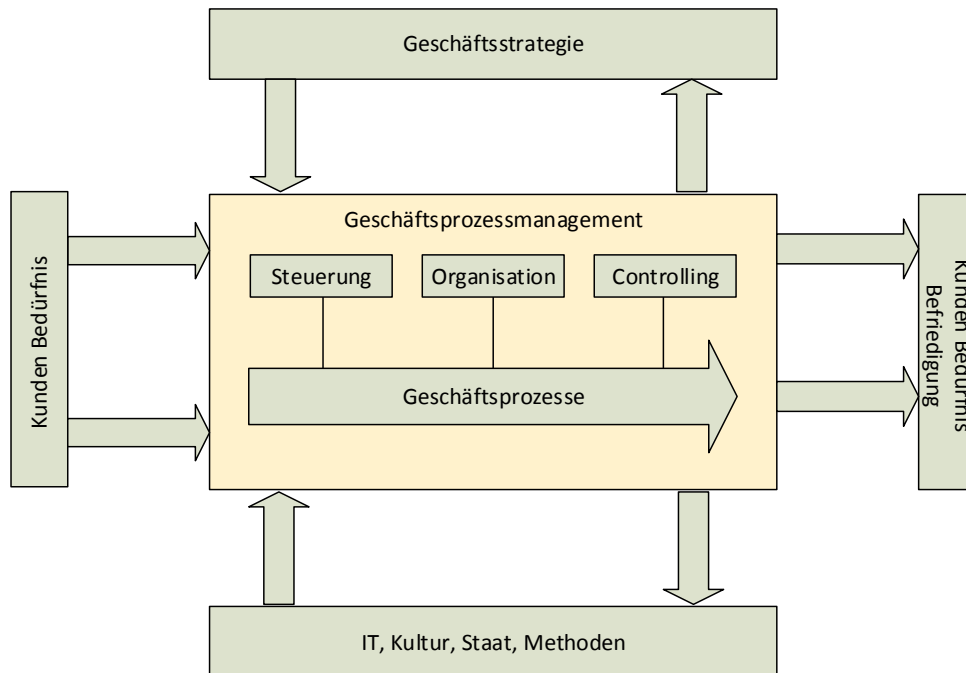 Geschäftsstrategie
Kunden Bedürfnis
Geschäftsprozessmanagement
Steuerung
Organisation
Controlling
Geschäftsprozesse
Kunden Bedürfnis
Befriedigung
IT, Kultur, Staat, Methoden